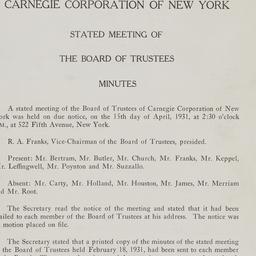 CARNEGIE CORPORATION OF NEW YORK
STATED MEETING OF
THE BOARD OF TRUSTEES
MINUTES
A stated meeting of the Board of Trustees of Carnegie Corporation of New
York was held on due notice, on the 15th day of April, 1931, at 2:30 o'clock
P.M., at 522 Fifth Avenue, New York.
R. A. Franks, Vice-Chairman of the Board of Trustees, presided.
Present: Mr. Bertram, Mr. Butler, Mr. Church, Mr. Franks, Mr. Keppel,
Mr. Leffingwell, Mr. Poynton and Mr. Suzzallo.
Absent: Mr. Carty, Mr. Holland, Mr. Houston, Mr. James, Mr. Merriam
and Mr. Root.
The Secretary read the notice of the meeting and stated that it had been
mailed to each member of the Board of Trustees at his address. The notice was
motion placed on file.
The Secretary stated that a printed copy of the minutes of the stated meeting
the Board of Trustees held February 18, 1931, had been sent to each member